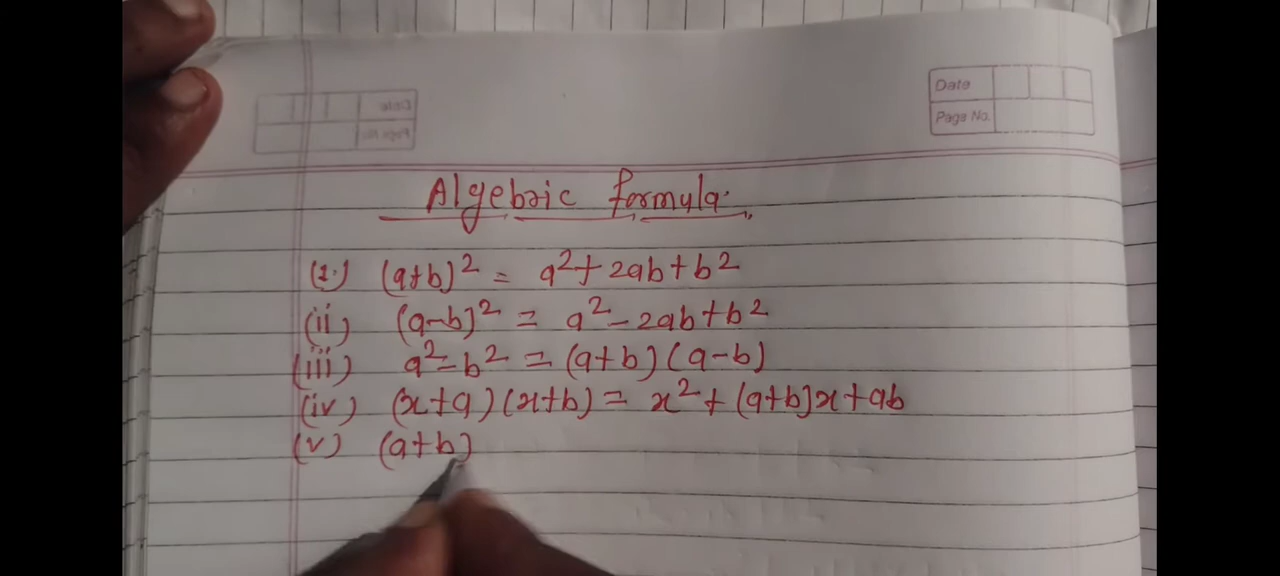 Date
Page No.
Algebraic formula.
(i.) (a+b)² = a²+2ab+b²
(ii) (a-b)² = a²-2ab+b²
(iii) a²-b² = (a+b)(a-b)
(iv) (x+a)(x+b) = x²+(a+b)x+ab
(v) (a+b)